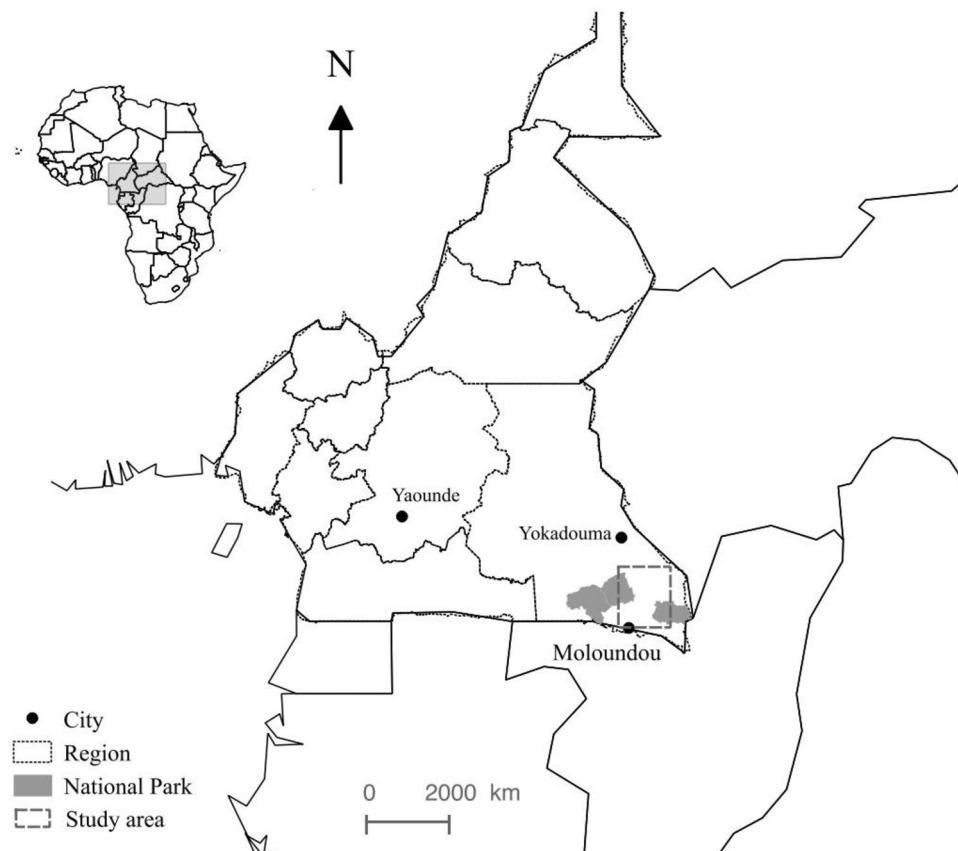 N
Yaounde
Yokadouma
Moloundou
City
Region
National Park
Study area
0 2000 km